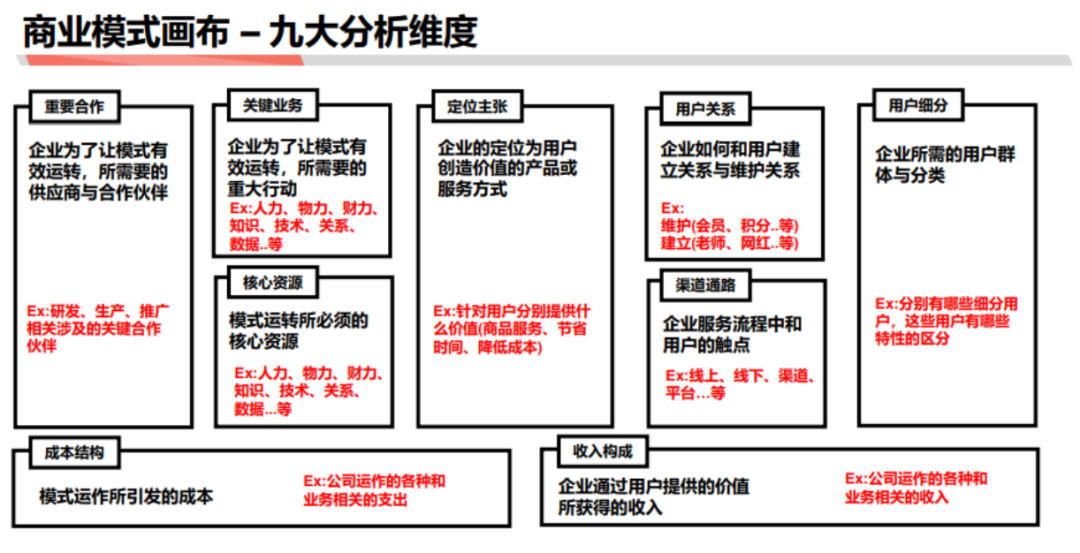 商业模式画布 – 九大分析维度
重要合作
企业为了让模式有
效运转，所需要的
供应商与合作伙伴
Ex:研发、生产、推广
相关涉及的关键合作
伙伴
关键业务
企业为了让模式有
效运转，所需要的
重大行动
Ex:人力、物力、财力、
知识、技术、关系、
数据..等
核心资源
模式运转所必须的
核心资源
Ex:人力、物力、财力、
知识、技术、关系、
数据...等
定位主张
企业的定位为用户
创造价值的产品或
服务方式
Ex:针对用户分别提供什
么价值(商品服务、节省
时间、降低成本)
用户关系
企业如何和用户建
立关系与维护关系
Ex:
维护(会员、积分..等)
建立(老师、网红..等)
渠道通路
企业服务流程中和
用户的触点
Ex:线上、线下、渠道、
平台…等
用户细分
企业所需的用户群
体与分类
Ex:分别有哪些细分用
户，这些用户有哪些
特性的区分
成本结构
模式运作所引发的成本
Ex:公司运作的各种和
业务相关的支出
收入构成
企业通过用户提供的价值
所获得的收入
Ex:公司运作的各种和
业务相关的收入